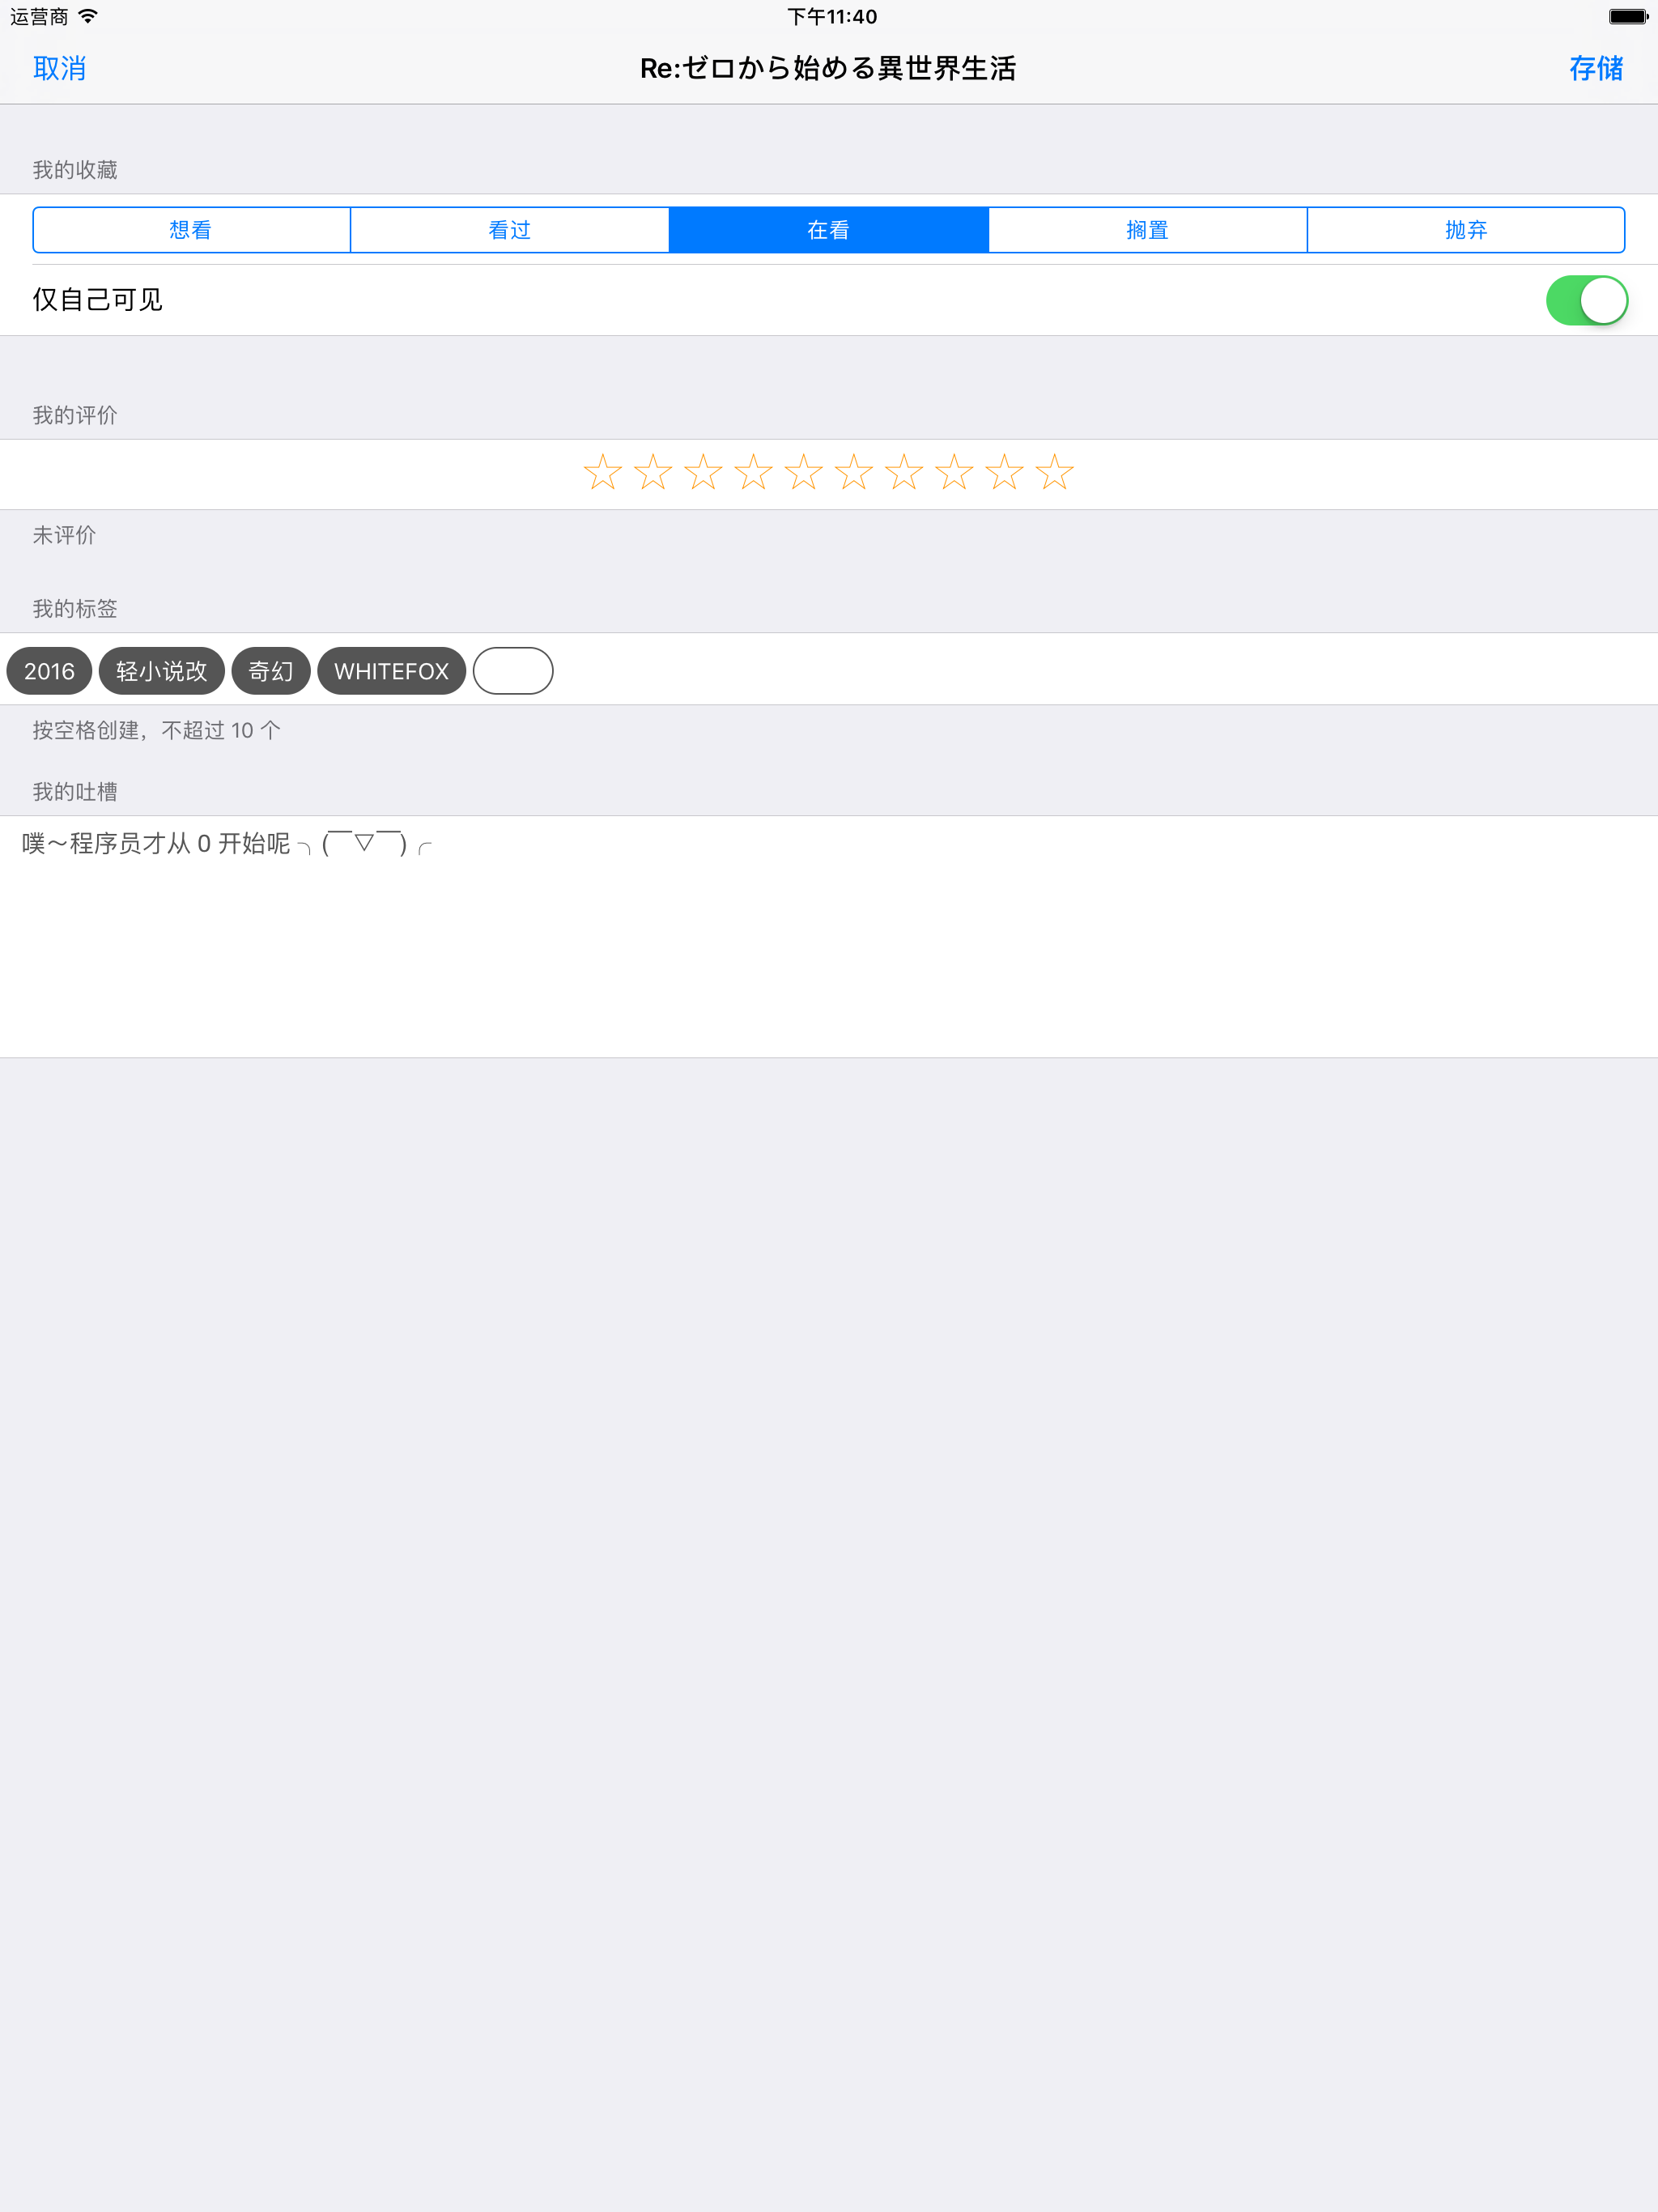 运营商 下午11:40
取消 Re:ゼロから始める異世界生活 存储
我的收藏
想看 看过 在看 搁置 抛弃
仅自己可见
我的评价
☆☆☆☆☆☆☆☆☆☆
未评价
我的标签
2016 轻小说改 奇幻 WHITEFOX
按空格创建，不超过 10 个
我的吐槽
噗～程序员才从 0 开始呢 ╮(￣▽￣)╭